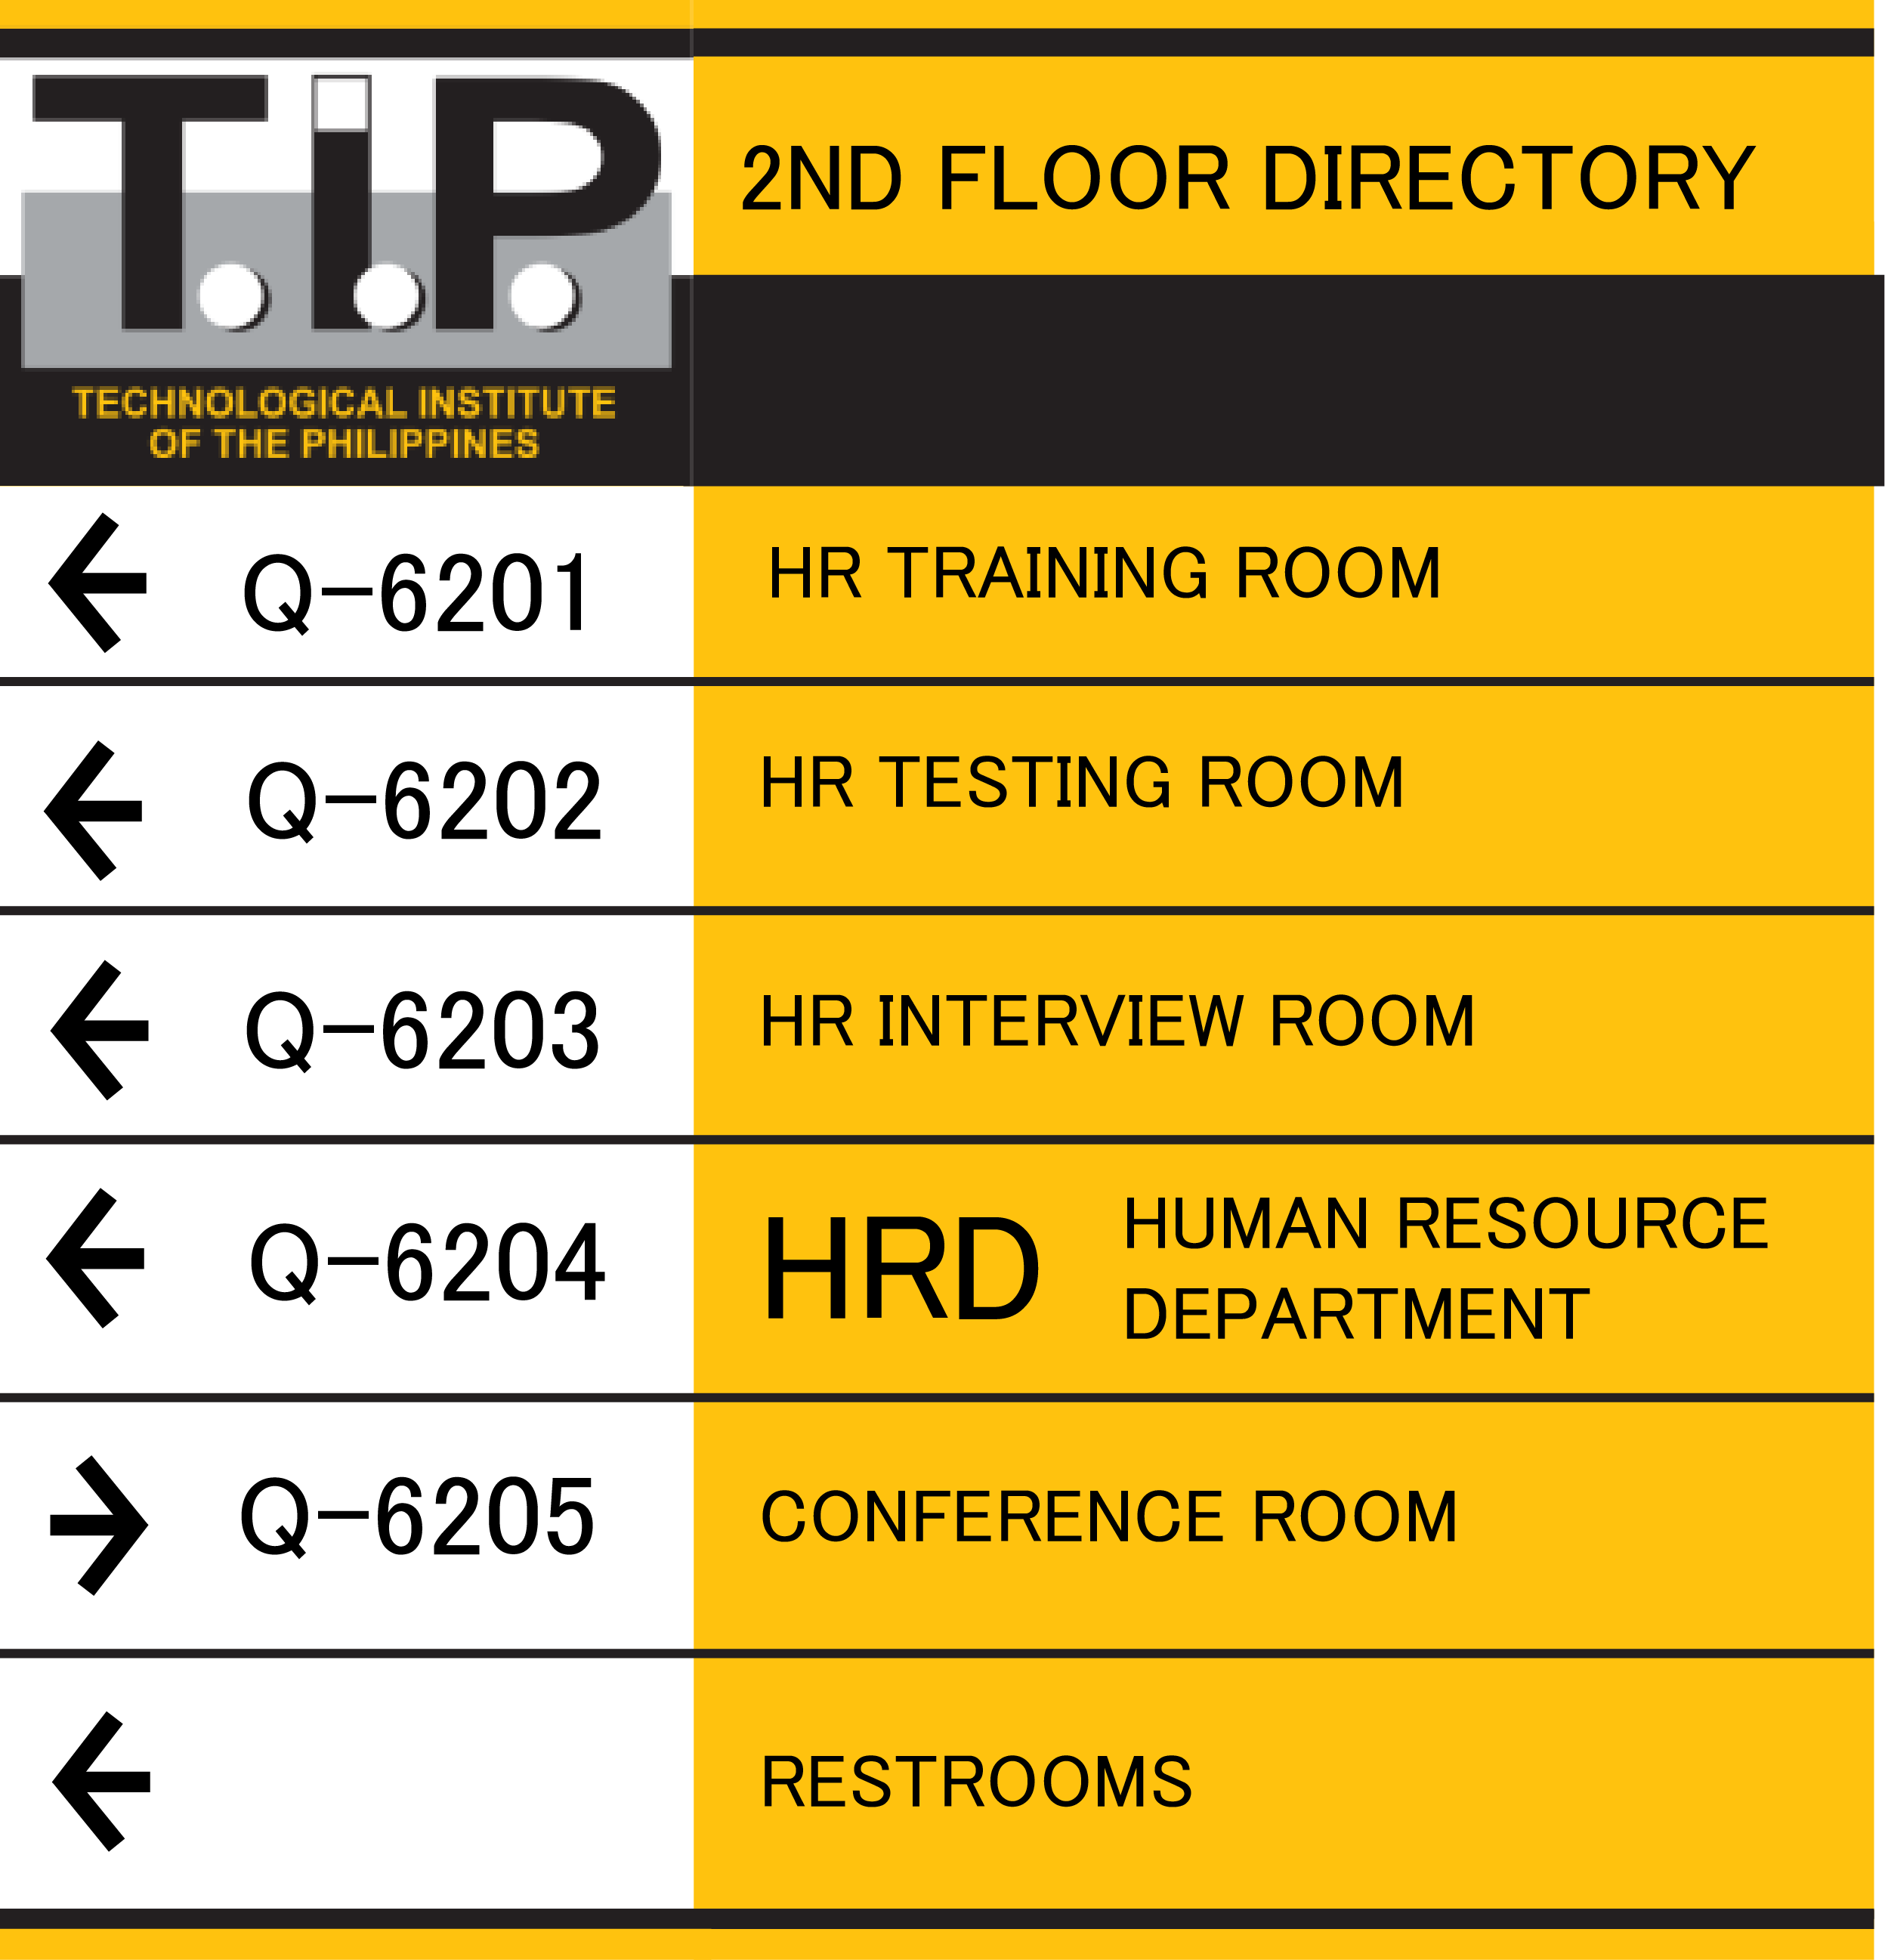 T.i.P.
TECHNOLOGICAL INSTITUTE
OF THE PHILIPPINES
2ND FLOOR DIRECTORY
Q-6201 HR TRAINING ROOM
Q-6202 HR TESTING ROOM
Q-6203 HR INTERVIEW ROOM
Q-6204 HRD HUMAN RESOURCE
DEPARTMENT
Q-6205 CONFERENCE ROOM
RESTROOMS